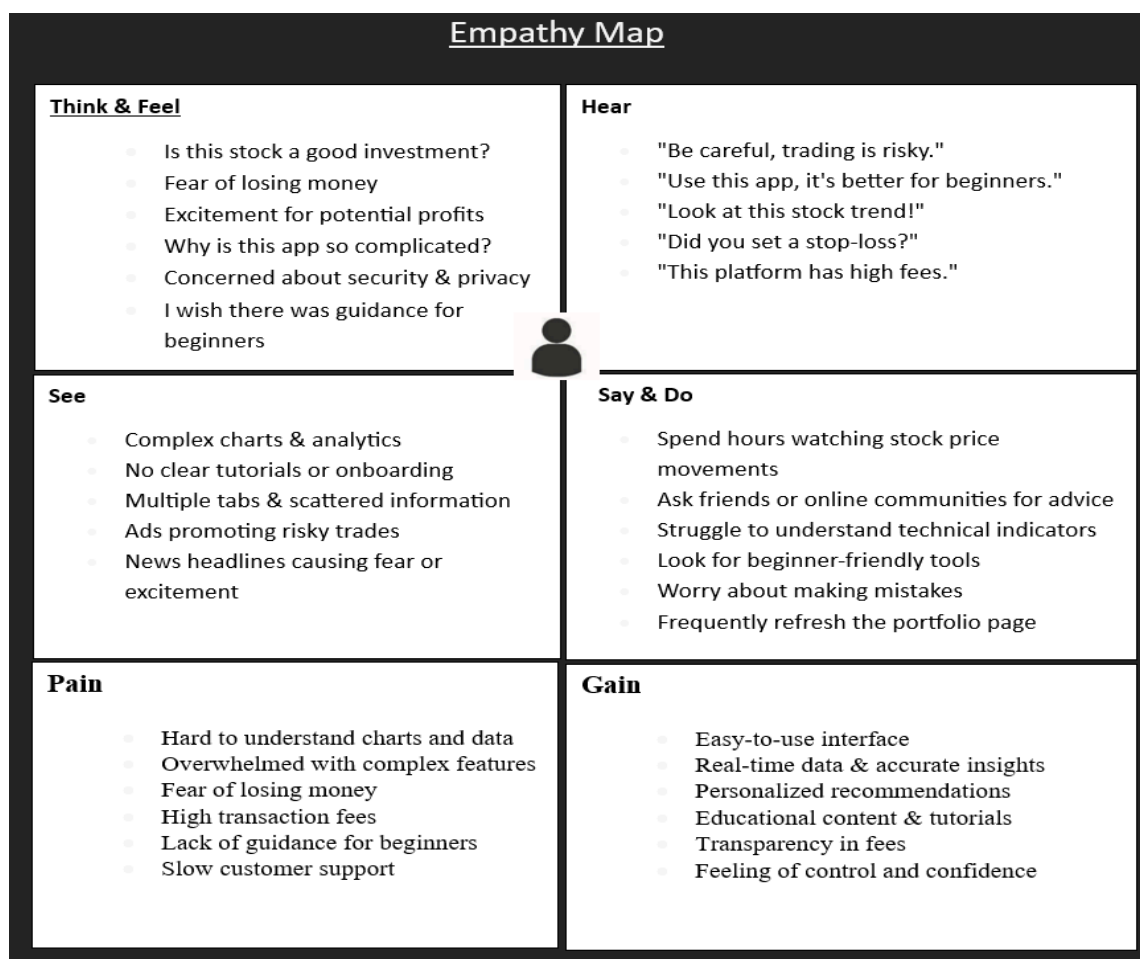 Empathy Map
Think & Feel
Is this stock a good investment?
Fear of losing money
Excitement for potential profits
Why is this app so complicated?
Concerned about security & privacy
I wish there was guidance for
beginners
Hear
"Be careful, trading is risky."
"Use this app, it's better for beginners."
"Look at this stock trend!"
"Did you set a stop-loss?"
"This platform has high fees."
See
Complex charts & analytics
No clear tutorials or onboarding
Multiple tabs & scattered information
Ads promoting risky trades
News headlines causing fear or
excitement
Say & Do
Spend hours watching stock price
movements
Ask friends or online communities for advice
Struggle to understand technical indicators
Look for beginner-friendly tools
Worry about making mistakes
Frequently refresh the portfolio page
Pain
Hard to understand charts and data
Overwhelmed with complex features
Fear of losing money
High transaction fees
Lack of guidance for beginners
Slow customer support
Gain
Easy-to-use interface
Real-time data & accurate insights
Personalized recommendations
Educational content & tutorials
Transparency in fees
Feeling of control and confidence